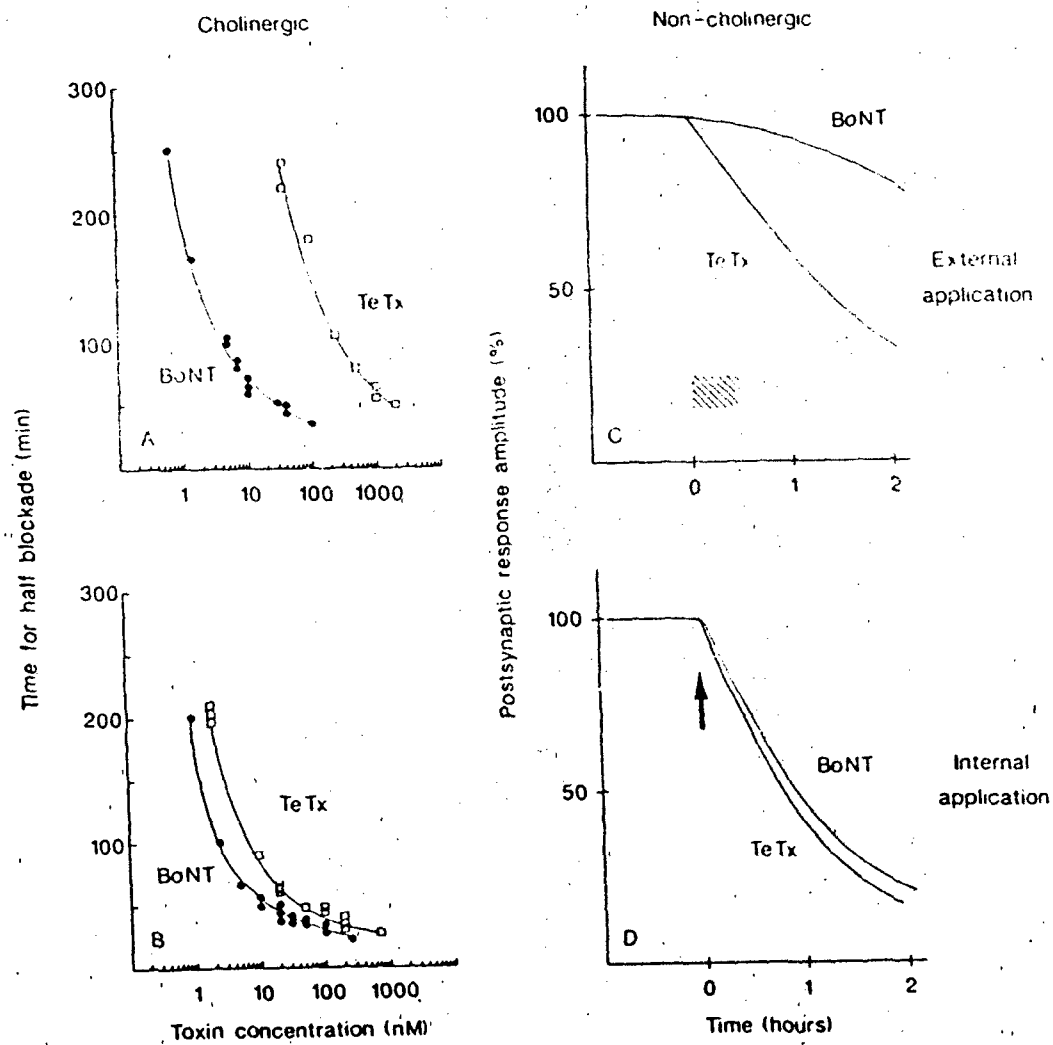 Cholinergic
Non-cholinergic
300
200
100
Time for half blockade (min)
BoNT
TeTx
A
1 10 100 1000
100
50
Postsynaptic response amplitude (%)
BoNT
TeTx
External
application
C
0 1 2
300
200
100
TeTx
BoNT
B
1 10 100 1000
Toxin concentration (nM)
100
50
BoNT
TeTx
Internal
application
D
0 1 2
Time (hours)